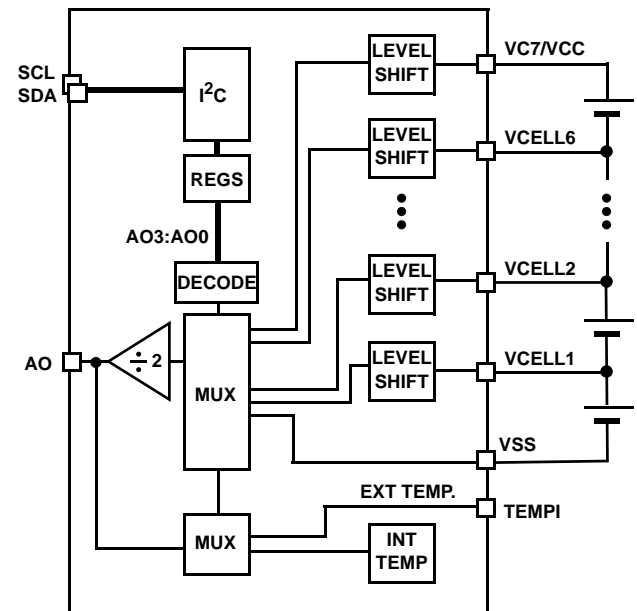 SCL
SDA
I²C
REGS
AO3:AO0
DECODE
AO
÷ 2
MUX
MUX
LEVEL
SHIFT
VC7/VCC
LEVEL
SHIFT
VCELL6
LEVEL
SHIFT
VCELL2
LEVEL
SHIFT
VCELL1
VSS
EXT TEMP.
TEMPI
INT
TEMP